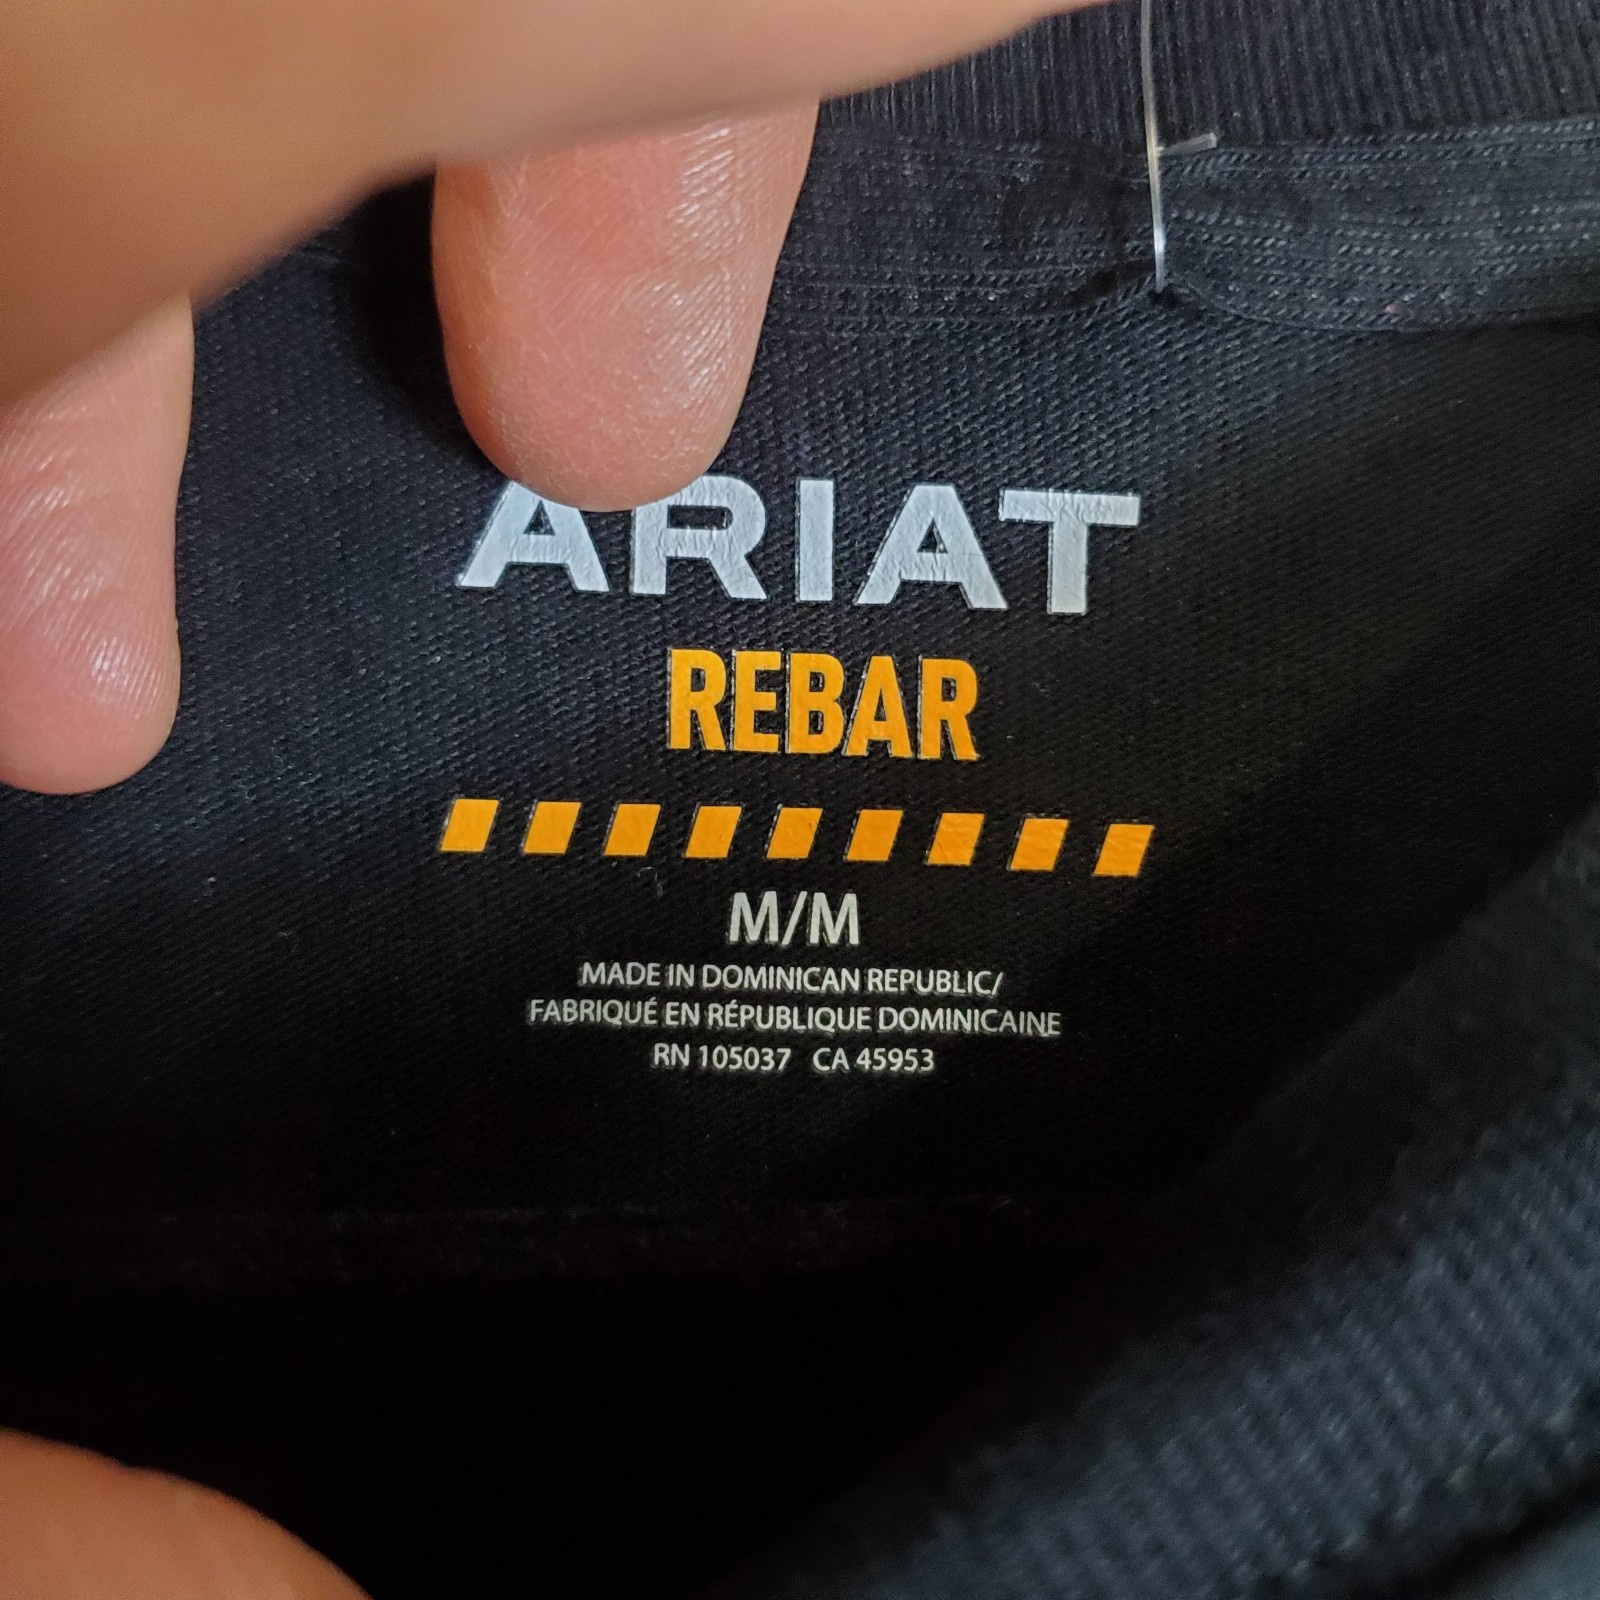 ARIAT
REBAR
M/M
MADE IN DOMINICAN REPUBLIC/
FABRIQUÉ EN RÉPUBLIQUE DOMINICAINE
RN 105037 CA 45953